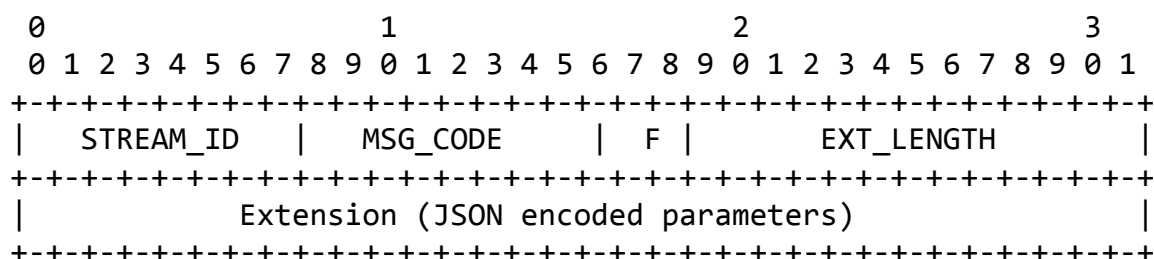 0                   1                   2                   3
 0 1 2 3 4 5 6 7 8 9 0 1 2 3 4 5 6 7 8 9 0 1 2 3 4 5 6 7 8 9 0 1
+-+-+-+-+-+-+-+-+-+-+-+-+-+-+-+-+-+-+-+-+-+-+-+-+-+-+-+-+-+-+-+-+
|   STREAM_ID   |   MSG_CODE     |  F |       EXT_LENGTH        |
+-+-+-+-+-+-+-+-+-+-+-+-+-+-+-+-+-+-+-+-+-+-+-+-+-+-+-+-+-+-+-+-+
|            Extension (JSON encoded parameters)                |
+-+-+-+-+-+-+-+-+-+-+-+-+-+-+-+-+-+-+-+-+-+-+-+-+-+-+-+-+-+-+-+-+